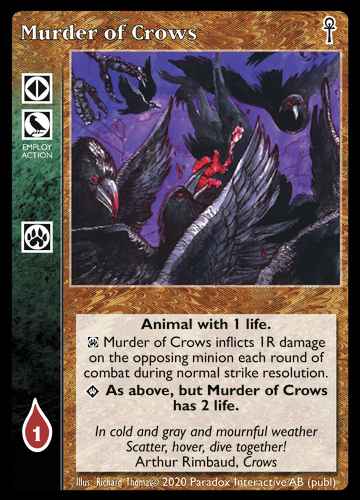 Murder of Crows
EMPLOY
ACTION
Animal with 1 life.
Murder of Crows inflicts 1R damage
on the opposing minion each round of
combat during normal strike resolution.
As above, but Murder of Crows
has 2 life.
In cold and gray and mournful weather
Scatter, hover, dive together!
Arthur Rimbaud, Crows
1
Illus: Richard Thomas © 2020 Paradox Interactive AB (publ)